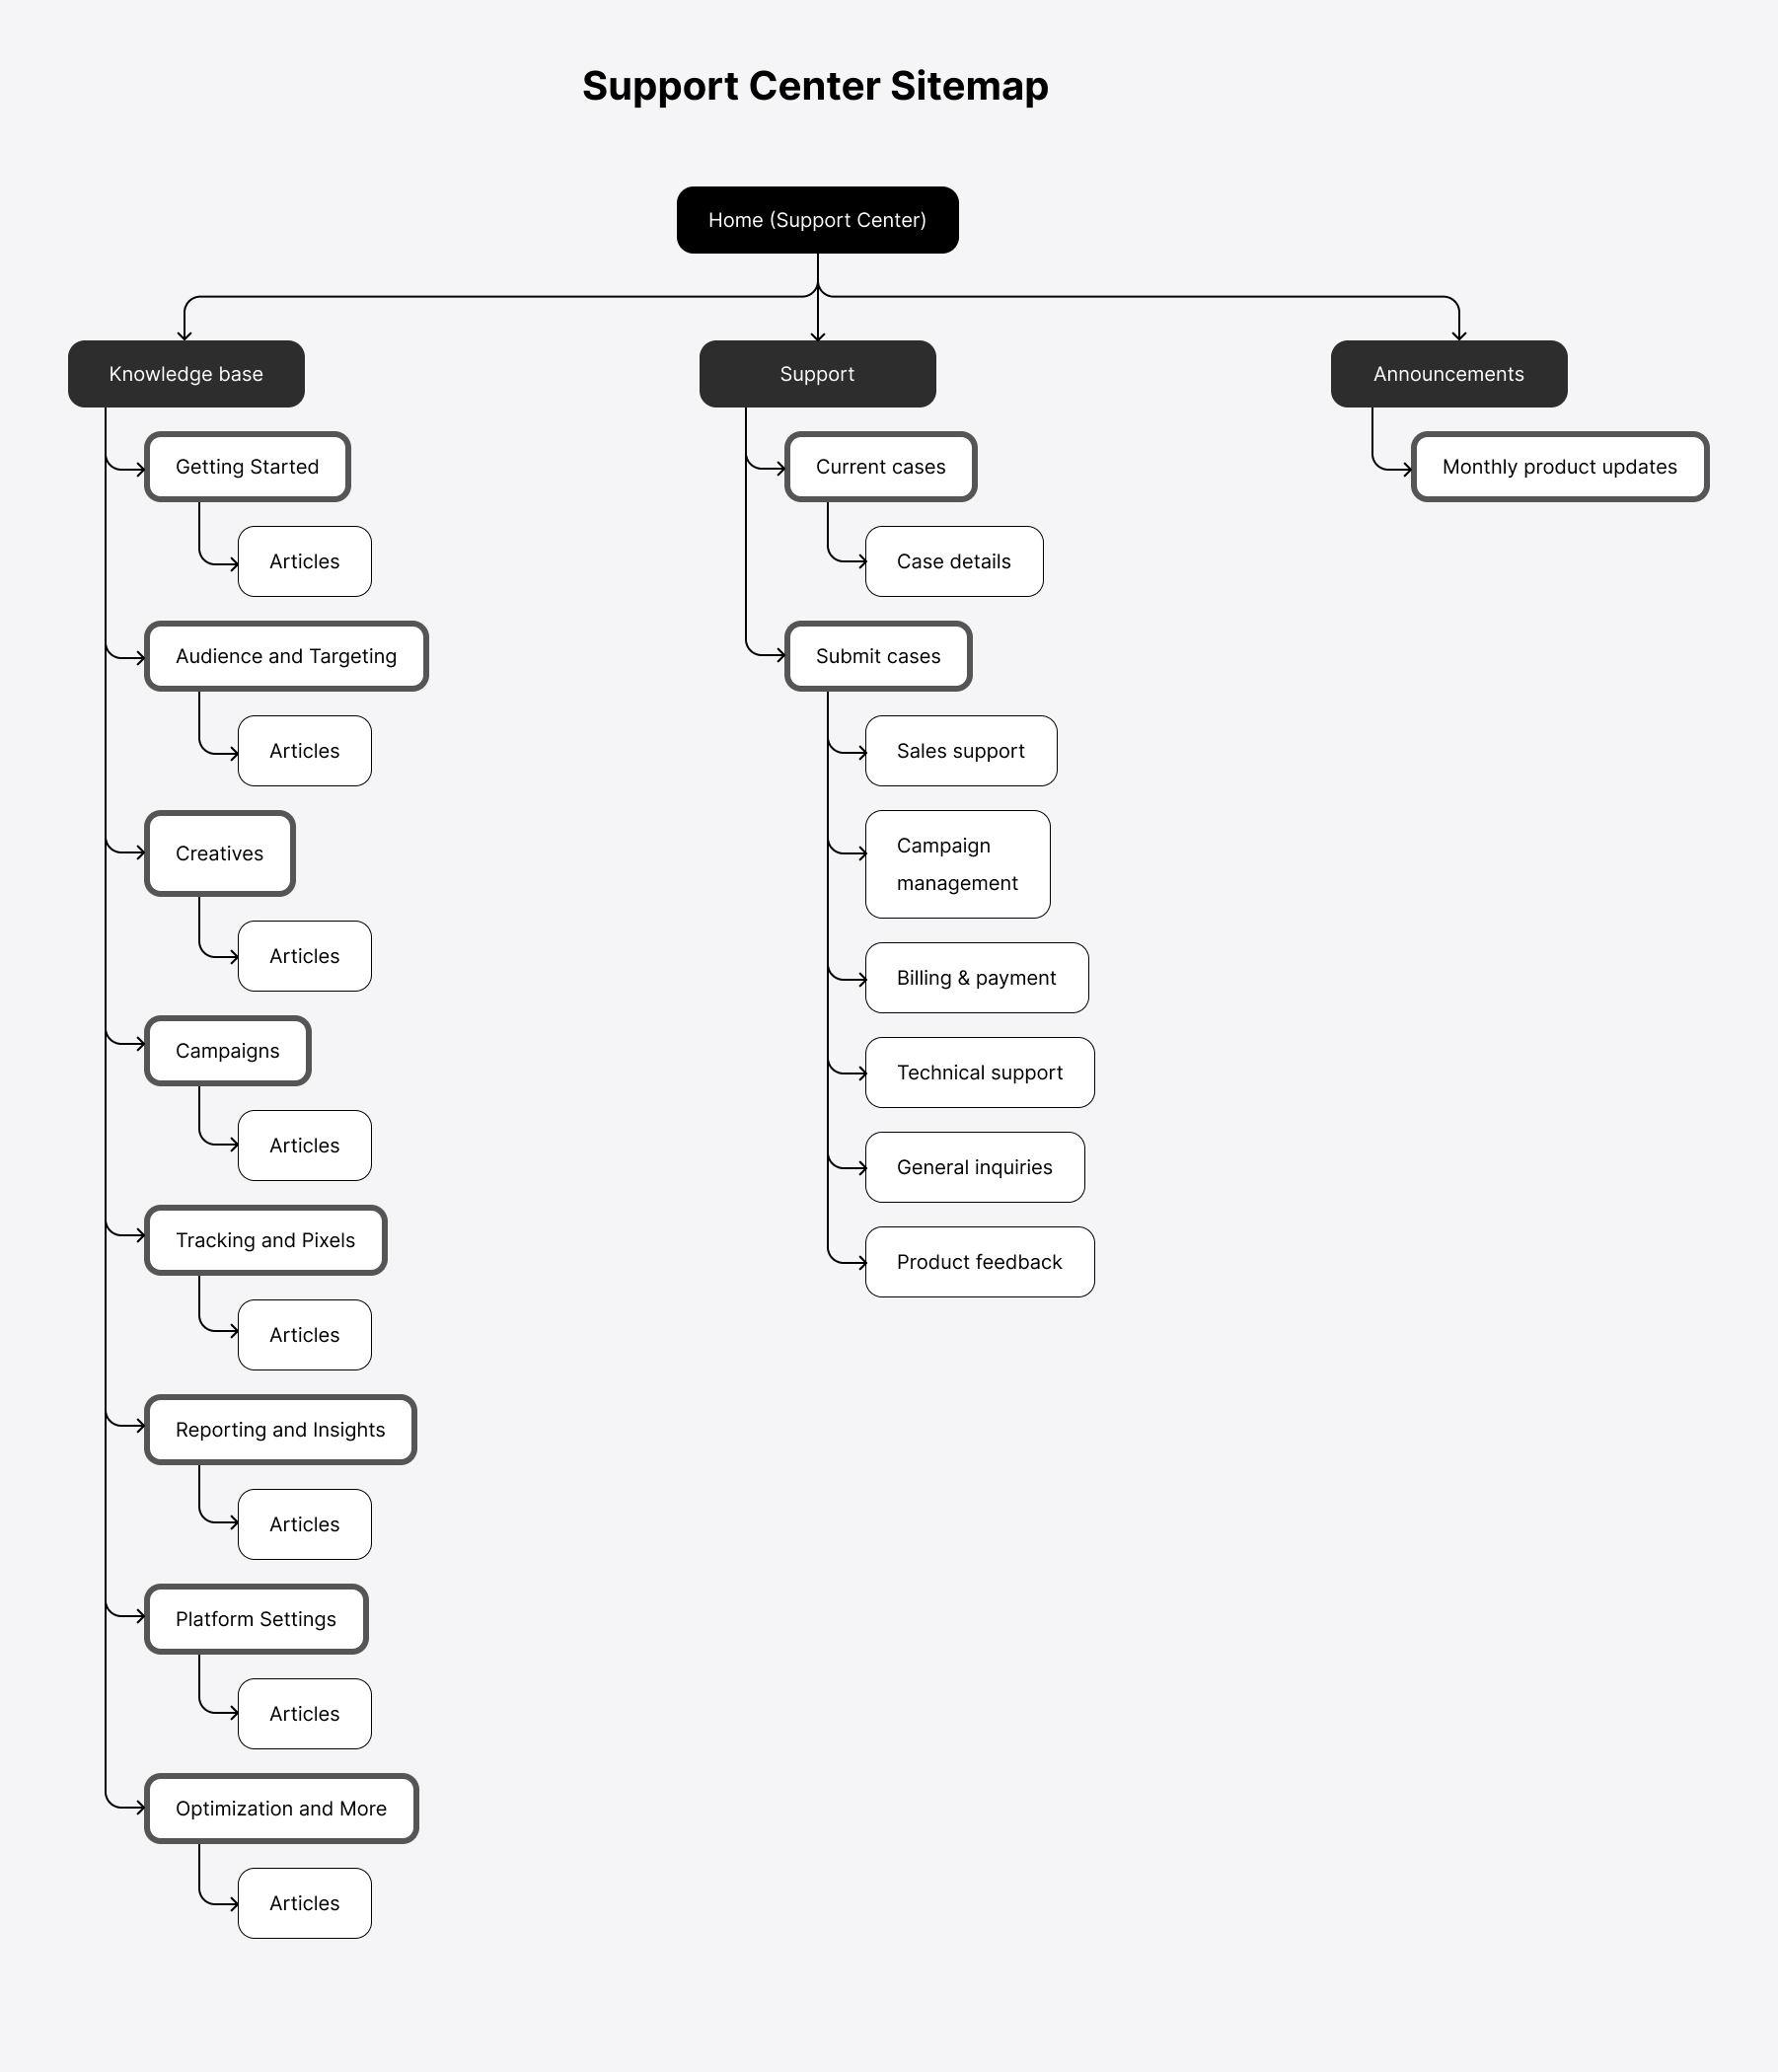 Support Center Sitemap
Home (Support Center)
Knowledge base
Getting Started
Articles
Audience and Targeting
Articles
Creatives
Articles
Campaigns
Articles
Tracking and Pixels
Articles
Reporting and Insights
Articles
Platform Settings
Articles
Optimization and More
Articles
Support
Current cases
Case details
Submit cases
Sales support
Campaign
management
Billing & payment
Technical support
General inquiries
Product feedback
Announcements
Monthly product updates